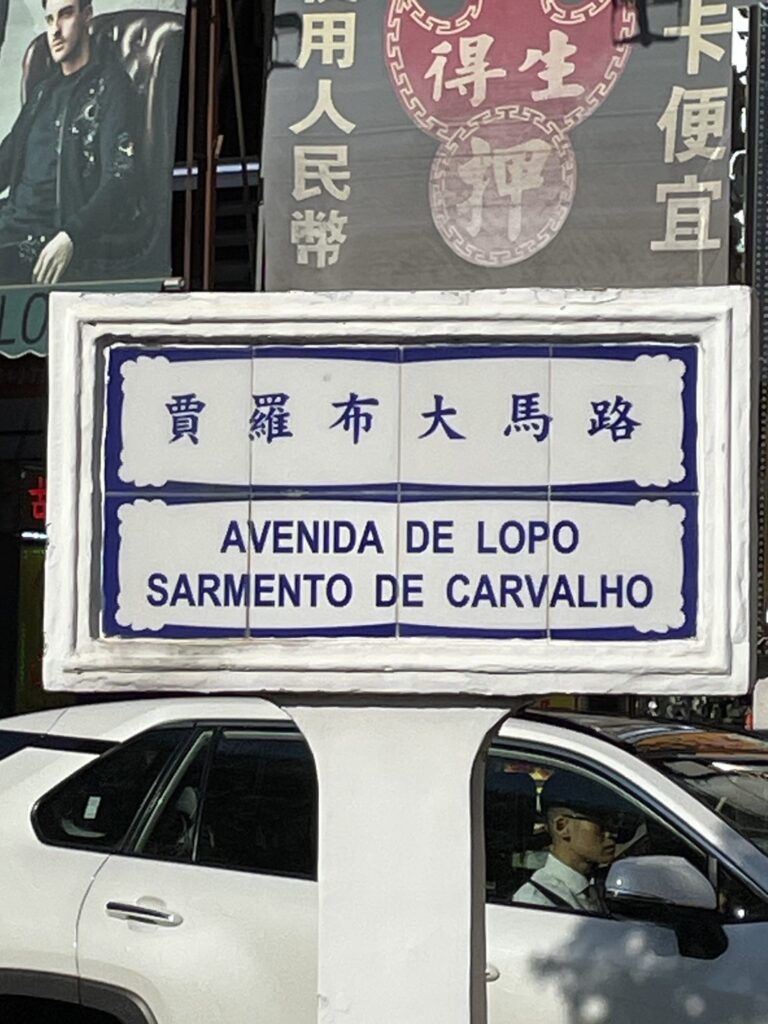 用人民幣
得生
押
卡便宜
LO
賈羅布大馬路
AVENIDA DE LOPO
SARMENTO DE CARVALHO